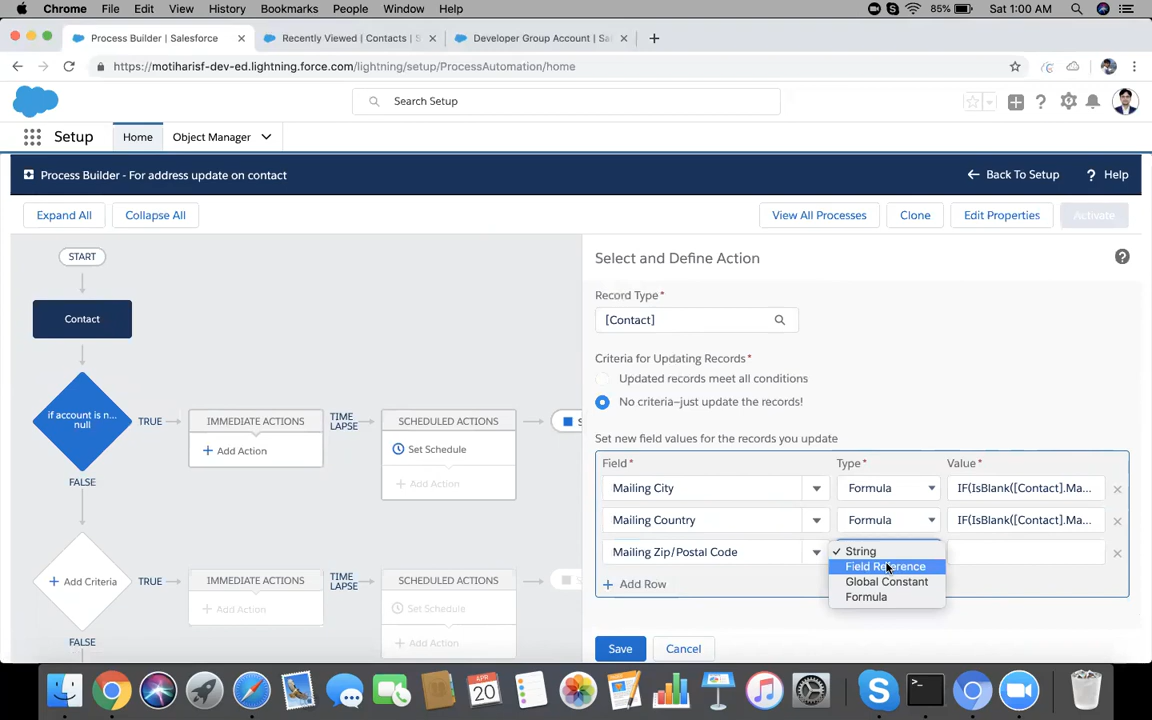 Chrome File Edit View History Bookmarks People Window Help 85% Sat 1:00 AM
Process Builder | Salesforce Recently Viewed | Contacts | S Developer Group Account | Sa
https://motiharisf-dev-ed.lightning.force.com/lightning/setup/ProcessAutomation/home
Search Setup
Setup Home Object Manager
Process Builder - For address update on contact Back To Setup ? Help
Expand All Collapse All View All Processes Clone Edit Properties Activate
START
Contact
if account is n...
null
TRUE
IMMEDIATE ACTIONS
+ Add Action
TIME
LAPSE
SCHEDULED ACTIONS
Set Schedule
+ Add Action
S
FALSE
+ Add Criteria
TRUE
IMMEDIATE ACTIONS
+ Add Action
TIME
LAPSE
SCHEDULED ACTIONS
Set Schedule
+ Add Action
S
FALSE
Select and Define Action
Record Type*
[Contact]
Criteria for Updating Records*
Updated records meet all conditions
No criteria—just update the records!
Set new field values for the records you update
Field* Type* Value*
Mailing City Formula IF(IsBlank([Contact].Ma...
Mailing Country Formula IF(IsBlank([Contact].Ma...
Mailing Zip/Postal Code ✓ String
Field Reference
Global Constant
Formula
+ Add Row
Save Cancel
APR
20